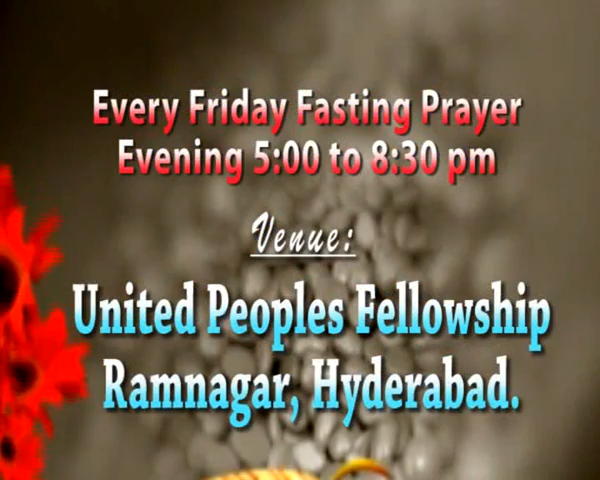 Every Friday Fasting Prayer
Evening 5:00 to 8:30 pm
Venue:
United Peoples Fellowship
Ramnagar, Hyderabad.